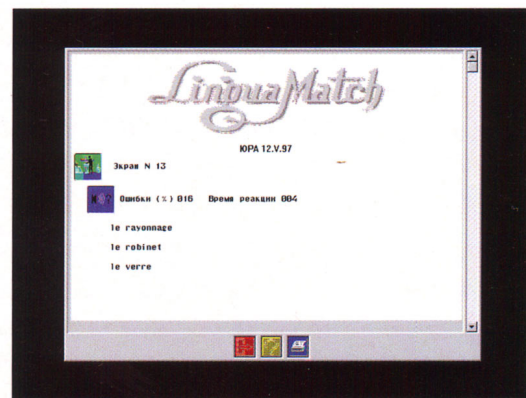 LinguaMatch
ЮРА 12.V.97
Экран N 13
Ошибки (%) 016 Время реакции 004
le rayonnage
le robinet
le verre